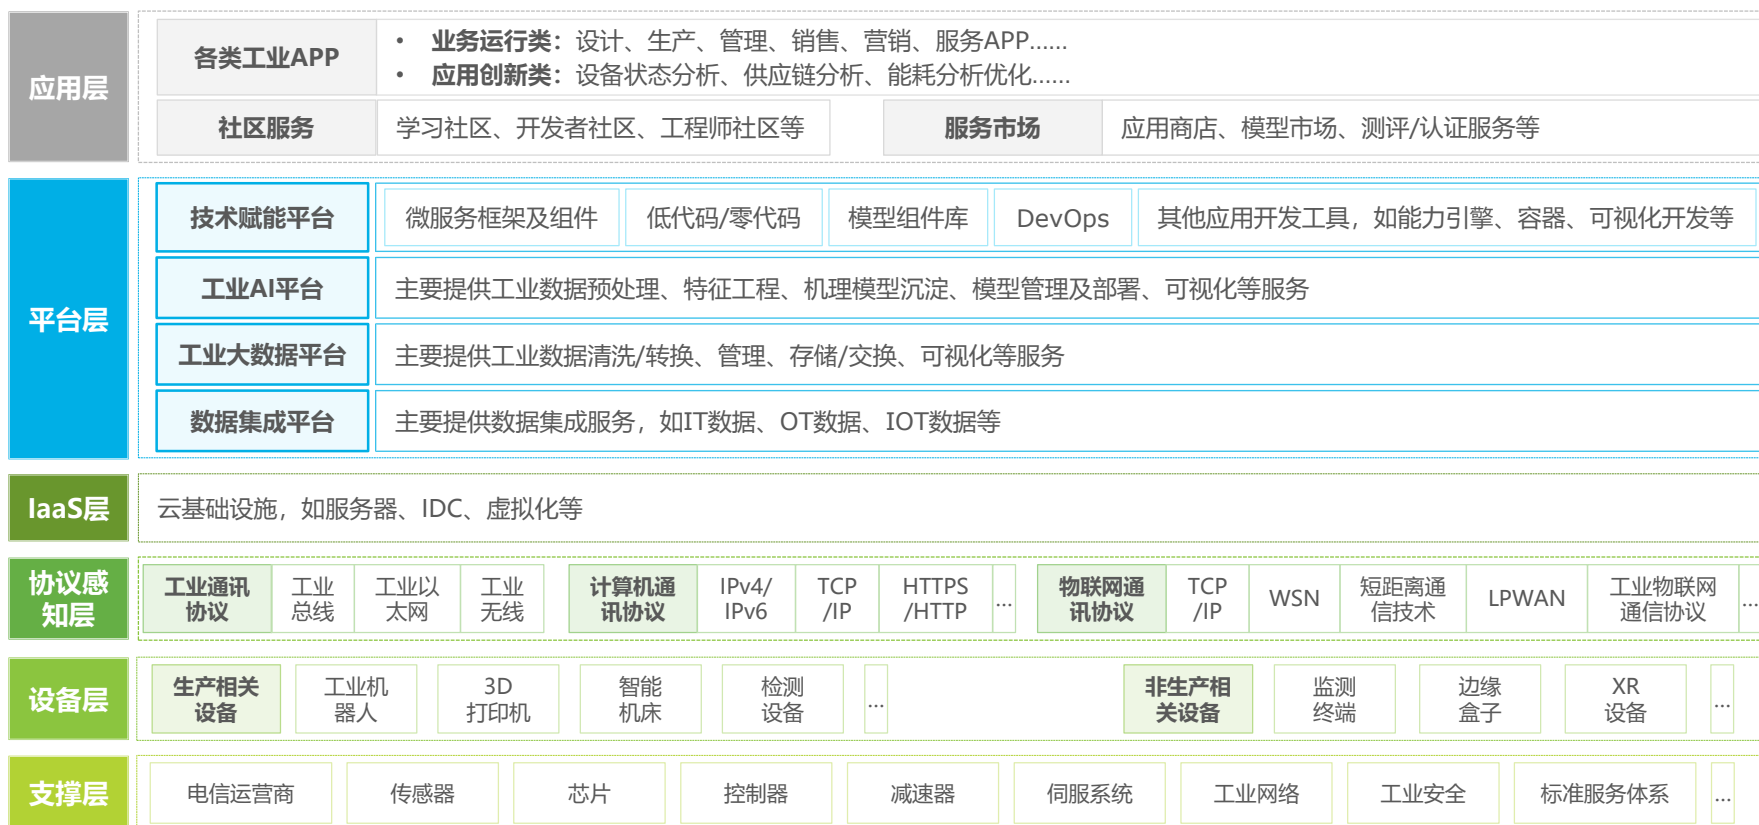 应用层
各类工业APP
• 业务运行类：设计、生产、管理、销售、营销、服务APP......
• 应用创新类：设备状态分析、供应链分析、能耗分析优化......
社区服务
学习社区、开发者社区、工程师社区等
服务市场
应用商店、模型市场、测评/认证服务等
平台层
技术赋能平台
微服务框架及组件
低代码/零代码
模型组件库
DevOps
其他应用开发工具，如能力引擎、容器、可视化开发等
工业AI平台
主要提供工业数据预处理、特征工程、机理模型沉淀、模型管理及部署、可视化等服务
工业大数据平台
主要提供工业数据清洗/转换、管理、存储/交换、可视化等服务
数据集成平台
主要提供数据集成服务，如IT数据、OT数据、IOT数据等
IaaS层
云基础设施，如服务器、IDC、虚拟化等
协议感
知层
工业通讯
协议
工业
总线
工业以
太网
工业
无线
计算机通
讯协议
IPv4/
IPv6
TCP
/IP
HTTPS
/HTTP
...
物联网通
讯协议
TCP
/IP
WSN
短距离通
信技术
LPWAN
工业物联网
通信协议
...
设备层
生产相关
设备
工业机
器人
3D
打印机
智能
机床
检测
设备
...
非生产相
关设备
监测
终端
边缘
盒子
XR
设备
...
支撑层
电信运营商
传感器
芯片
控制器
减速器
伺服系统
工业网络
工业安全
标准服务体系
...